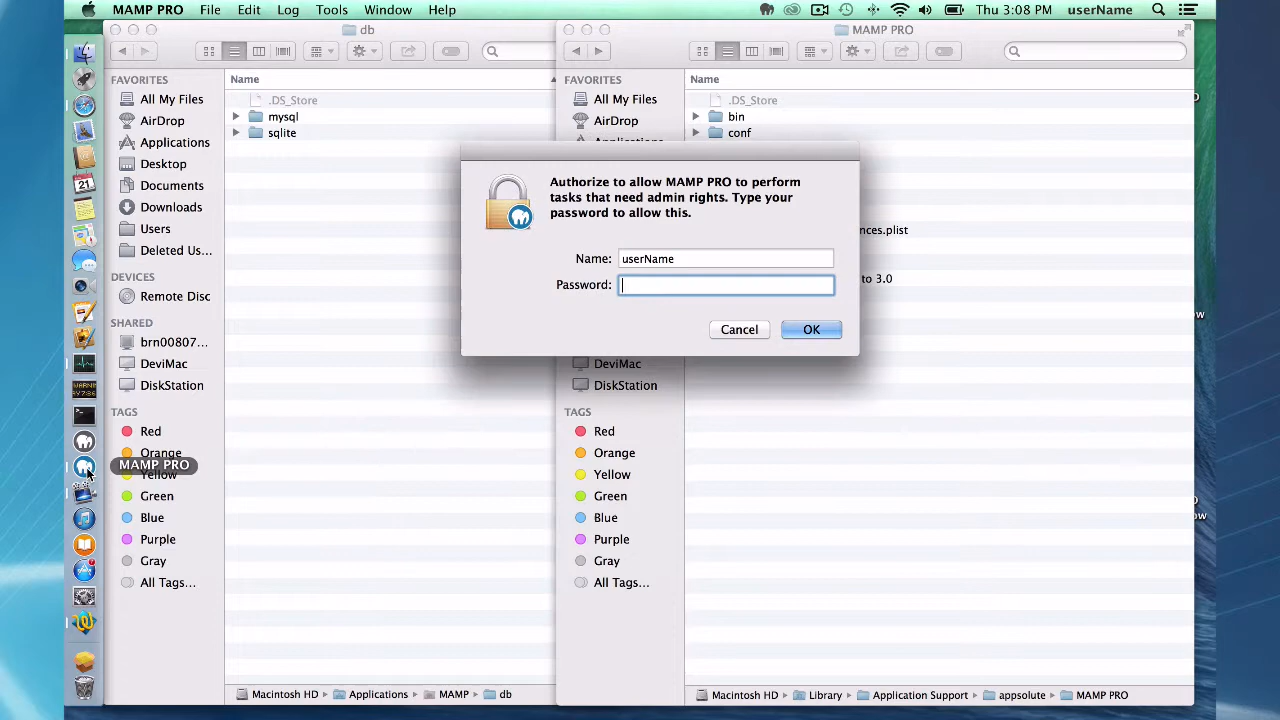 MAMP PRO File Edit Log Tools Window Help Thu 3:08 PM userName
db
FAVORITES
All My Files
AirDrop
Applications
Desktop
Documents
Downloads
Users
Deleted Us...
DEVICES
Remote Disc
SHARED
brn00807...
DeviMac
DiskStation
TAGS
Red
Orange
Yellow
Green
Blue
Purple
Gray
All Tags...
Name
.DS_Store
mysql
sqlite
Macintosh HD Applications MAMP
MAMP PRO
FAVORITES
All My Files
AirDrop
Applications
DeviMac
DiskStation
TAGS
Red
Orange
Yellow
Green
Blue
Purple
Gray
All Tags...
Name
.DS_Store
bin
conf
nces.plist
to 3.0
Macintosh Library Application appsolute MAMP PRO
Authorize to allow MAMP PRO to perform
tasks that need admin rights. Type your
password to allow this.
Name: userName
Password:
Cancel OK
MAMP PRO
21